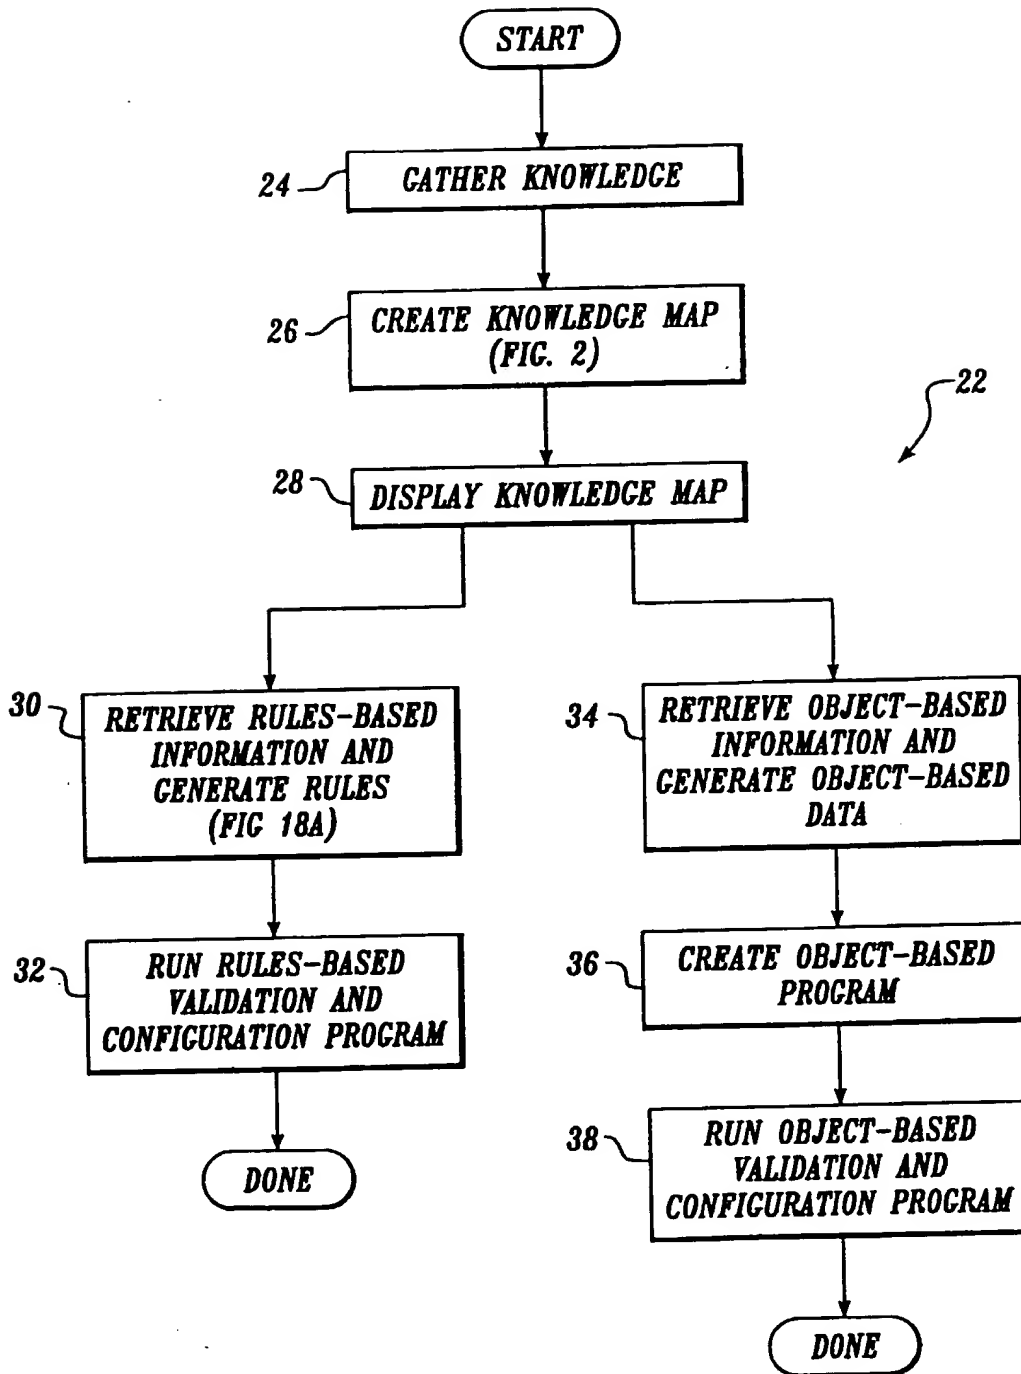 START
24
GATHER KNOWLEDGE
26
CREATE KNOWLEDGE MAP
(FIG. 2)
22
28
DISPLAY KNOWLEDGE MAP
30
RETRIEVE RULES-BASED
INFORMATION AND
GENERATE RULES
(FIG 18A)
32
RUN RULES-BASED
VALIDATION AND
CONFIGURATION PROGRAM
DONE
34
RETRIEVE OBJECT-BASED
INFORMATION AND
GENERATE OBJECT-BASED
DATA
36
CREATE OBJECT-BASED
PROGRAM
38
RUN OBJECT-BASED
VALIDATION AND
CONFIGURATION PROGRAM
DONE